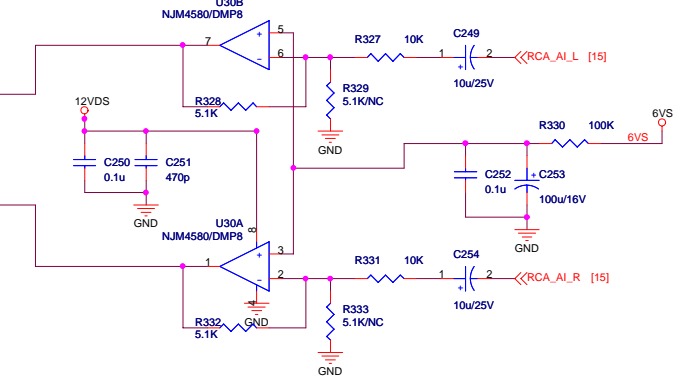 U30B
NJM4580/DMP8
7
5
6
+
-
R327
10K
C249
1
2
+
10u/25V
RCA_AI_L [15]
R328
5.1K
R329
5.1K/NC
GND
12VDS
C250
0.1u
C251
470p
GND
6VS
R330
100K
6VS
C252
0.1u
+
C253
100u/16V
GND
U30A
NJM4580/DMP8
8
1
3
2
+
-
4
GND
R331
10K
C254
1
2
+
10u/25V
RCA_AI_R [15]
R332
5.1K
R333
5.1K/NC
GND